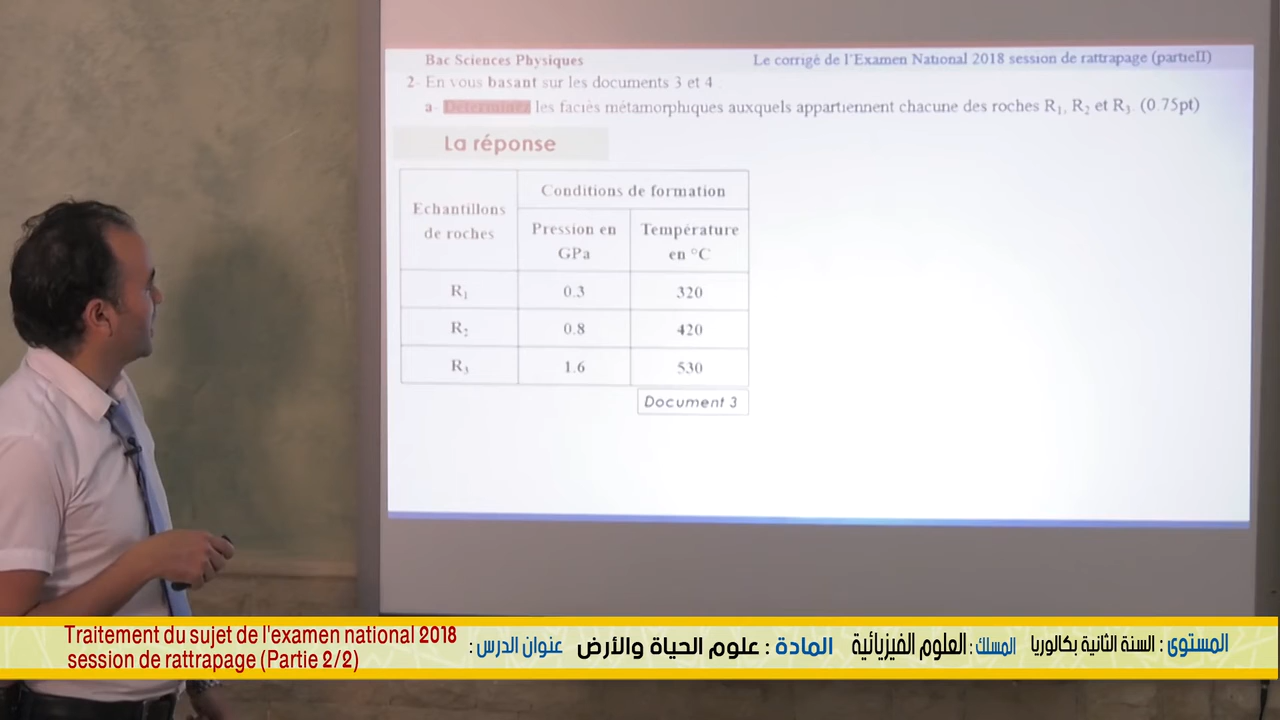 Bac Sciences Physiques
Le corrigé de l'Examen National 2018 session de rattrapage (partieII)
2- En vous basant sur les documents 3 et 4
a- Déterminez les faciès métamorphiques auxquels appartiennent chacune des roches R1, R2 et R3. (0.75pt)
La réponse
Echantillons de roches
Conditions de formation
Pression en GPa
Température en °C
R1 0.3 320
R2 0.8 420
R3 1.6 530
Document 3
المستوى : السنة الثانية بكالوريا المسلك : العلوم الفيزيائية المادة : علوم الحياة والأرض عنوان الدرس :
Traitement du sujet de l'examen national 2018
session de rattrapage (Partie 2/2)